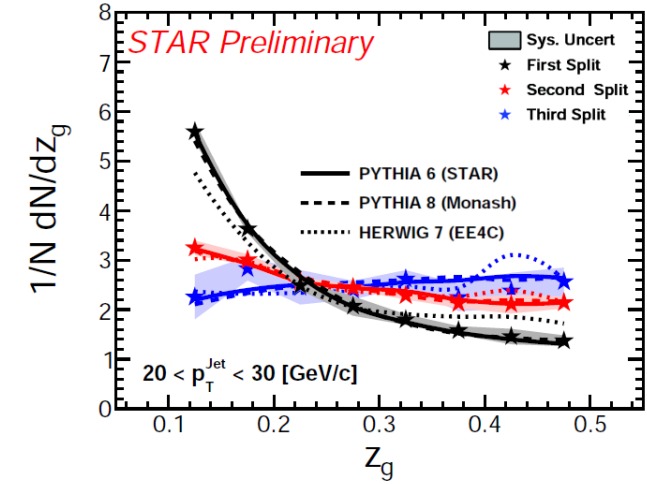 STAR Preliminary
Sys. Uncert
First Split
Second Split
Third Split
PYTHIA 6 (STAR)
PYTHIA 8 (Monash)
HERWIG 7 (EE4C)
20 < p_T^Jet < 30 [GeV/c]
1/N dN/dz_g
8
7
6
5
4
3
2
1
0
0.1 0.2 0.3 0.4 0.5
z_g